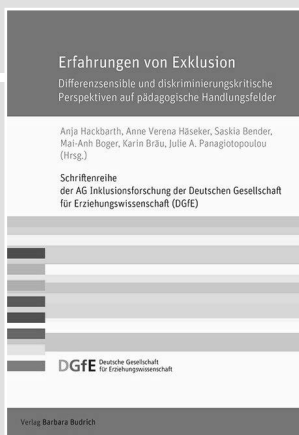 Erfahrungen von Exklusion
Differenzsensible und diskriminierungskritische
Perspektiven auf pädagogische Handlungsfelder
Anja Hackbarth, Anne Verena Häseker, Saskia Bender,
Mai-Anh Boger, Karin Bräu, Julie A. Panagiotopoulou
(Hrsg.)
Schriftenreihe
der AG Inklusionsforschung der Deutschen Gesellschaft
für Erziehungswissenschaft (DGfE)
DGfE Deutsche Gesellschaft
für Erziehungswissenschaft
Verlag Barbara Budrich